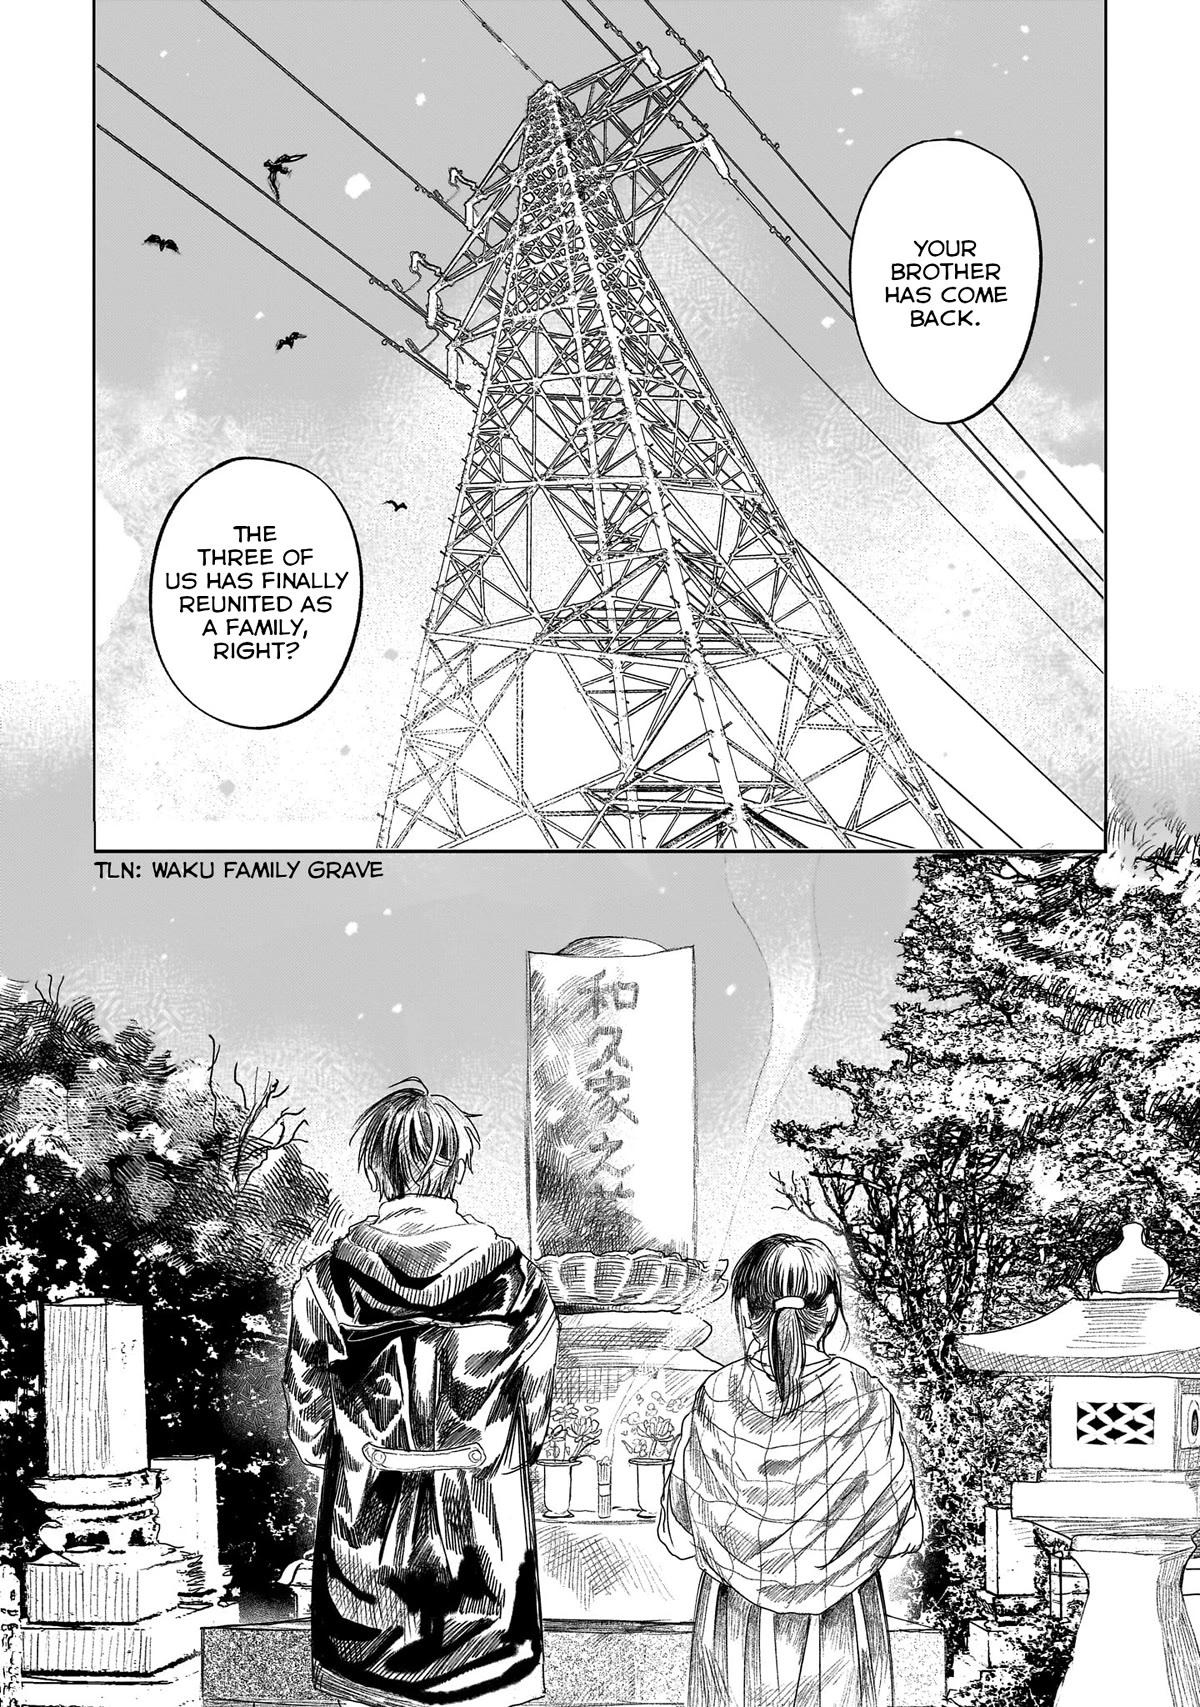 YOUR
BROTHER
HAS COME
BACK.
THE
THREE OF
US HAS FINALLY
REUNITED AS
A FAMILY,
RIGHT?
TLN: WAKU FAMILY GRAVE
和久家之墓